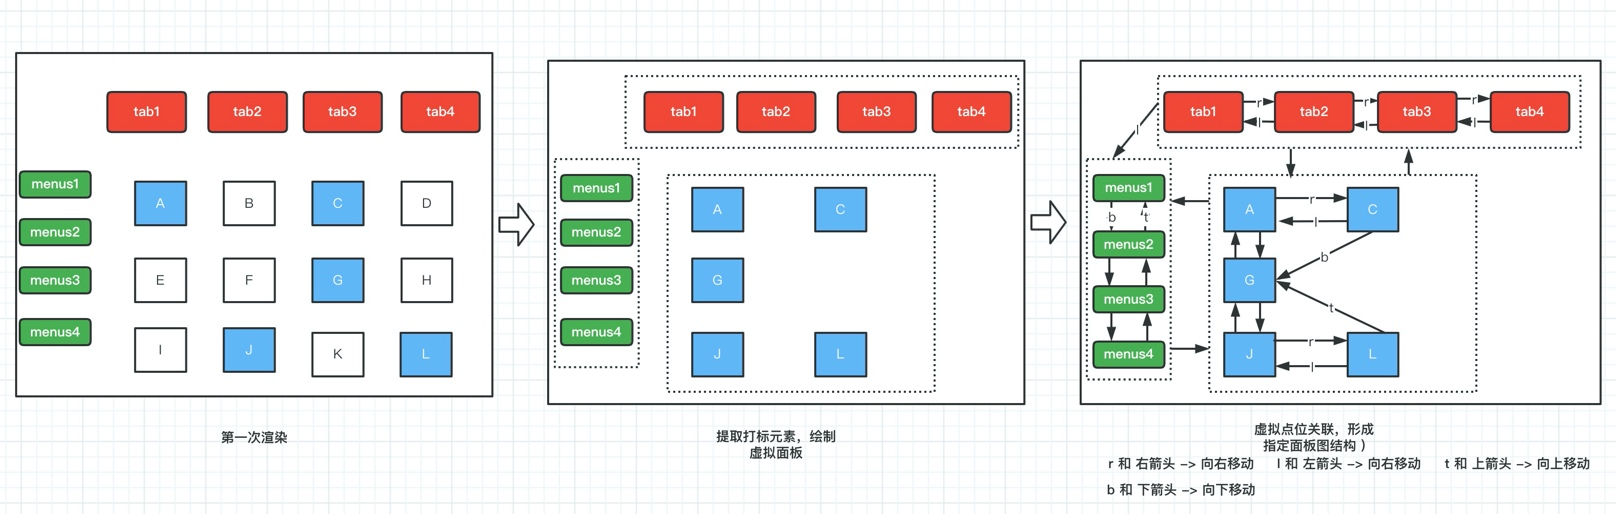 tab1 tab2 tab3 tab4
menus1
menus2
menus3
menus4
A B C D
E F G H
I J K L
第一次渲染
tab1 tab2 tab3 tab4
menus1
menus2
menus3
menus4
A C
G
J L
提取打标元素，绘制
虚拟面板
tab1 r l tab2 r l tab3 r l tab4
l
menus1
b t
menus2
menus3
menus4
A r l C
b
G
t
J r l L
虚拟点位关联，形成
指定面板图结构 ）
r 和 右箭头 -> 向右移动 l 和 左箭头 -> 向右移动 t 和 上箭头 -> 向上移动
b 和 下箭头 -> 向下移动